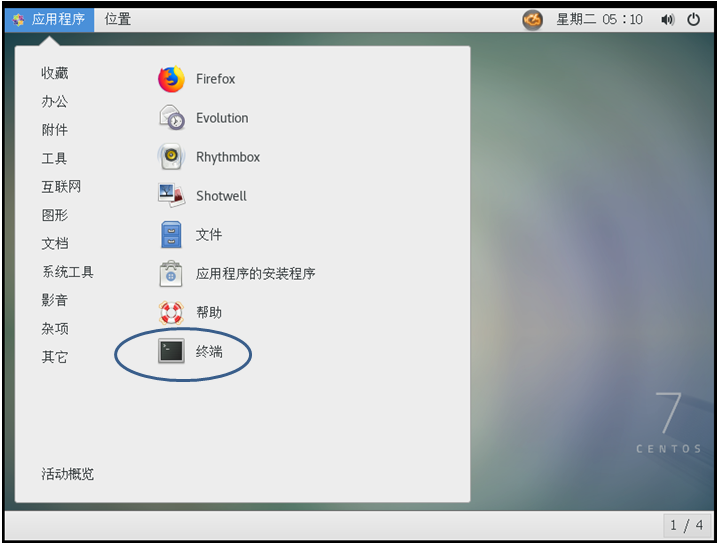 应用程序 位置 星期二 05：10
收藏
办公
附件
工具
互联网
图形
文档
系统工具
影音
杂项
其它
活动概览
Firefox
Evolution
Rhythmbox
Shotwell
文件
应用程序的安装程序
帮助
终端
7
CENTOS
1 / 4